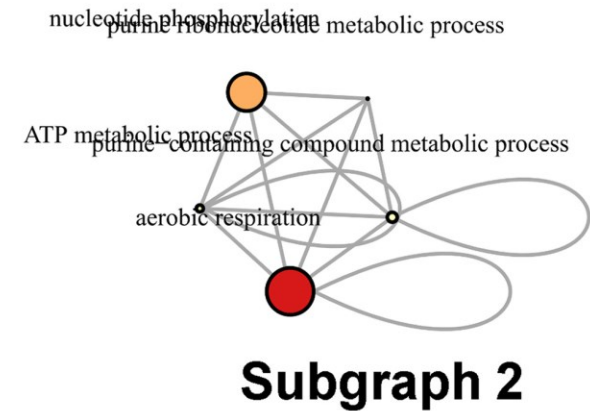 nucleotide phosphorylation
purine ribonucleotide metabolic process
ATP metabolic process
purine-containing compound metabolic process
aerobic respiration
Subgraph 2